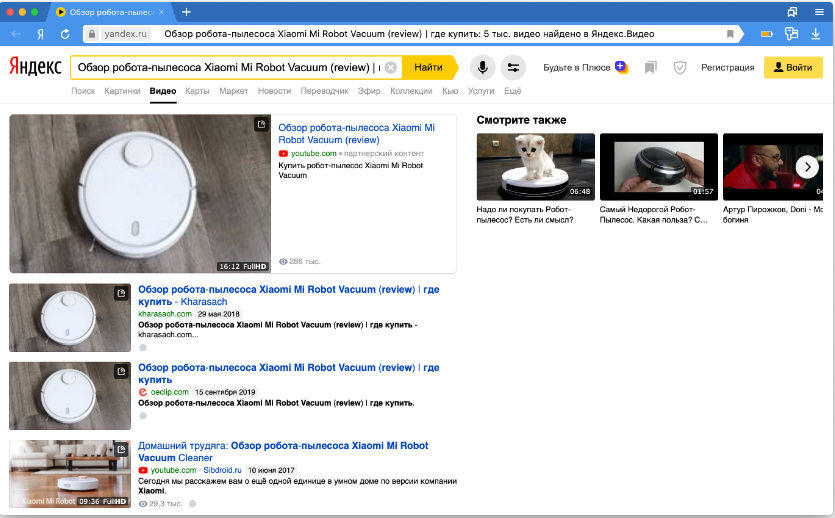 Обзор робота-пылес
yandex.ru
Обзор робота-пылесоса Xiaomi Mi Robot Vacuum (review) | где купить: 5 тыс. видео найдено в Яндекс.Видео
Яндекс
Обзор робота-пылесоса Xiaomi Mi Robot Vacuum (review) |
Найти
Будьте в Плюсе
Регистрация
Войти
Поиск Картинки Видео Карты Маркет Новости Переводчик Эфир Коллекции Кью Услуги Ещё
16:12 FullHD
Обзор робота-пылесоса Xiaomi Mi
Robot Vacuum (review)
youtube.com • партнерский контент
Купить робот-пылесос Xiaomi Mi Robot
Vacuum
286 тыс.
Обзор робота-пылесоса Xiaomi Mi Robot Vacuum (review) | где
купить - Kharasach
kharasach.com 29 мая 2018
Обзор робота-пылесоса Xiaomi Mi Robot Vacuum (review) | где купить -
kharasach.com...
Обзор робота-пылесоса Xiaomi Mi Robot Vacuum (review) | где
купить
oeclip.com 15 сентября 2019
Обзор робота-пылесоса Xiaomi Mi Robot Vacuum (review) | где купить.
Xiaomi Mi Robot 09:36 FullHD
Домашний трудяга: Обзор робота-пылесоса Xiaomi Mi Robot
Vacuum Cleaner
youtube.com · Sibdroid.ru 10 июня 2017
Сегодня мы расскажем вам о ещё одной единице в умном доме по версии компании
Xiaomi.
29,3 тыс.
Смотрите также
06:48
Надо ли покупать Робот-
пылесос? Есть ли смысл?
01:57
Самый Недорогой Робот-
Пылесос. Какая польза? С...
04
Артур Пирожков, Doni - Мо
богиня